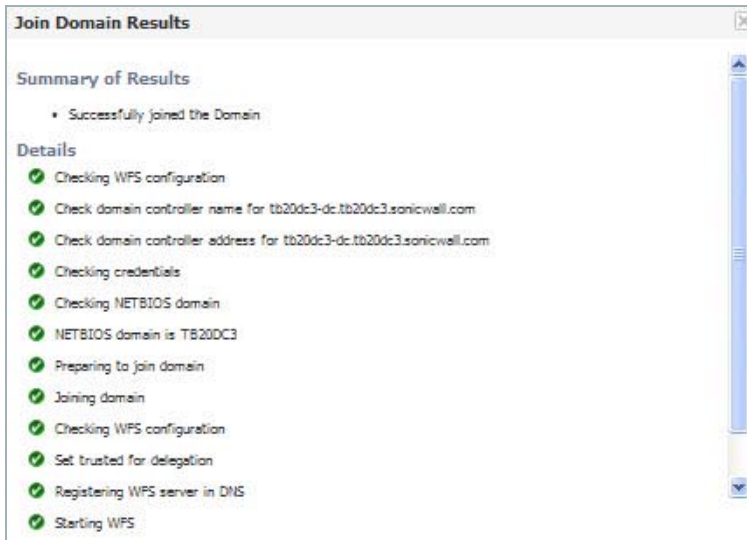 Join Domain Results
Summary of Results
• Successfully joined the Domain
Details
Checking WFS configuration
Check domain controller name for tb20dc3-dc.tb20dc3.sonicwall.com
Check domain controller address for tb20dc3-dc.tb20dc3.sonicwall.com
Checking credentials
Checking NETBIOS domain
NETBIOS domain is TB20DC3
Preparing to join domain
Joining domain
Checking WFS configuration
Set trusted for delegation
Registering WFS server in DNS
Starting WFS